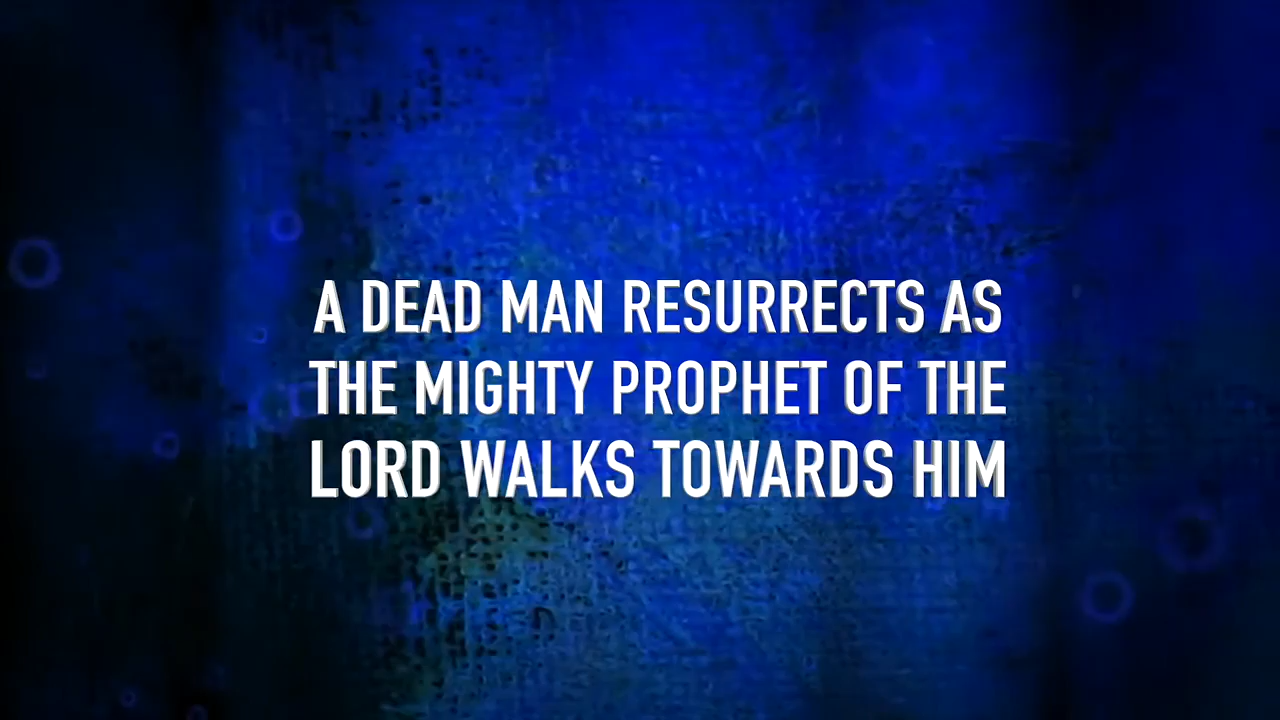 A DEAD MAN RESURRECTS AS
THE MIGHTY PROPHET OF THE
LORD WALKS TOWARDS HIM